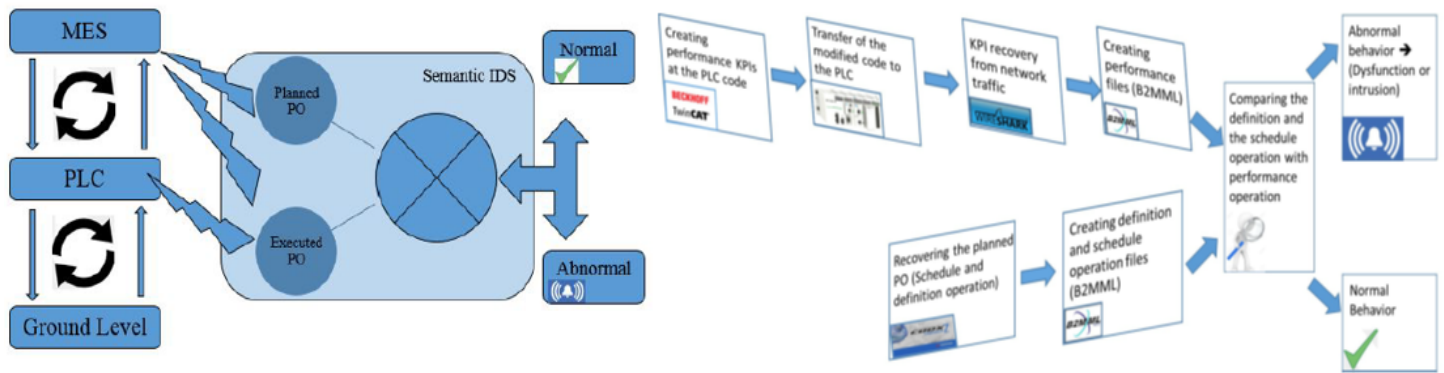 MES
PLC
Ground Level
Semantic IDS
Planned
PO
Executed
PO
Normal
Abnormal
Creating
performance KPIs
at the PLC code
BECKHOFF
TwinCAT
Transfer of the
modified code to
the PLC
KPI recovery
from network
traffic
WIRESHARK
Creating
performance
files (B2MML)
B2MML
Recovering the planned
PO (Schedule and
definition operation)
Creating definition
and schedule
operation files
(B2MML)
B2MML
Comparing the
definition and
the schedule
operation with
performance
operation
Abnormal
behavior ➔
(Dysfunction or
intrusion)
Normal
Behavior